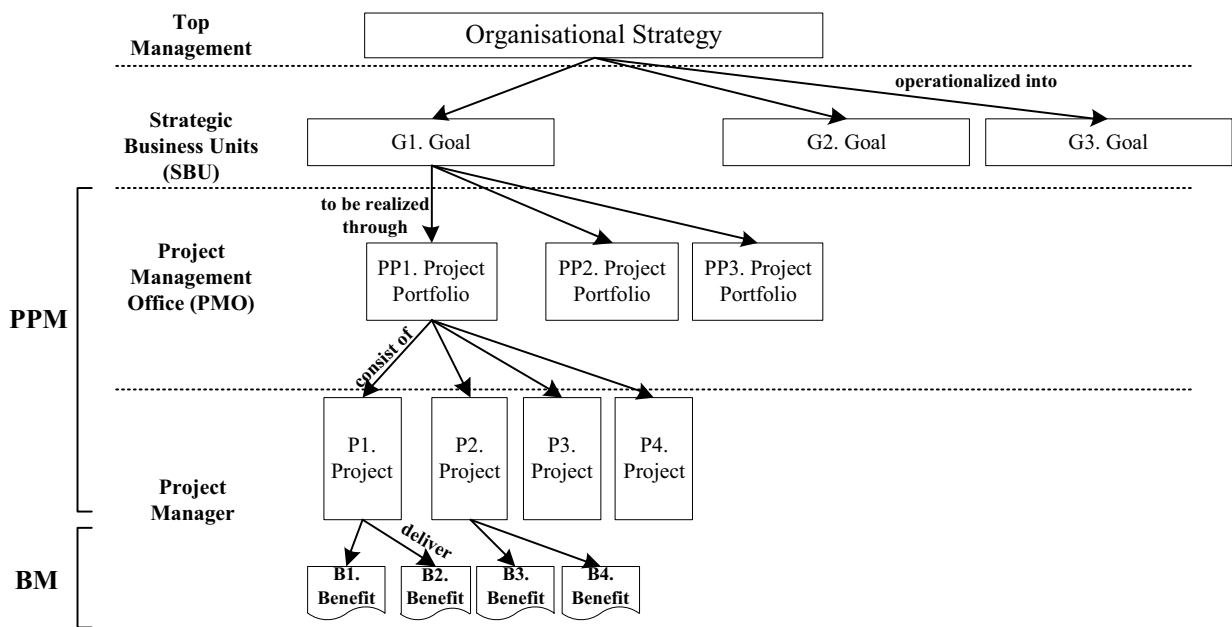 Top
Management
Organisational Strategy
operationalized into
Strategic
Business Units
(SBU)
G1. Goal
G2. Goal
G3. Goal
to be realized
through
PPM
Project
Management
Office (PMO)
PP1. Project
Portfolio
PP2. Project
Portfolio
PP3. Project
Portfolio
consist of
P1.
Project
P2.
Project
P3.
Project
P4.
Project
Project
Manager
deliver
BM
B1.
Benefit
B2.
Benefit
B3.
Benefit
B4.
Benefit